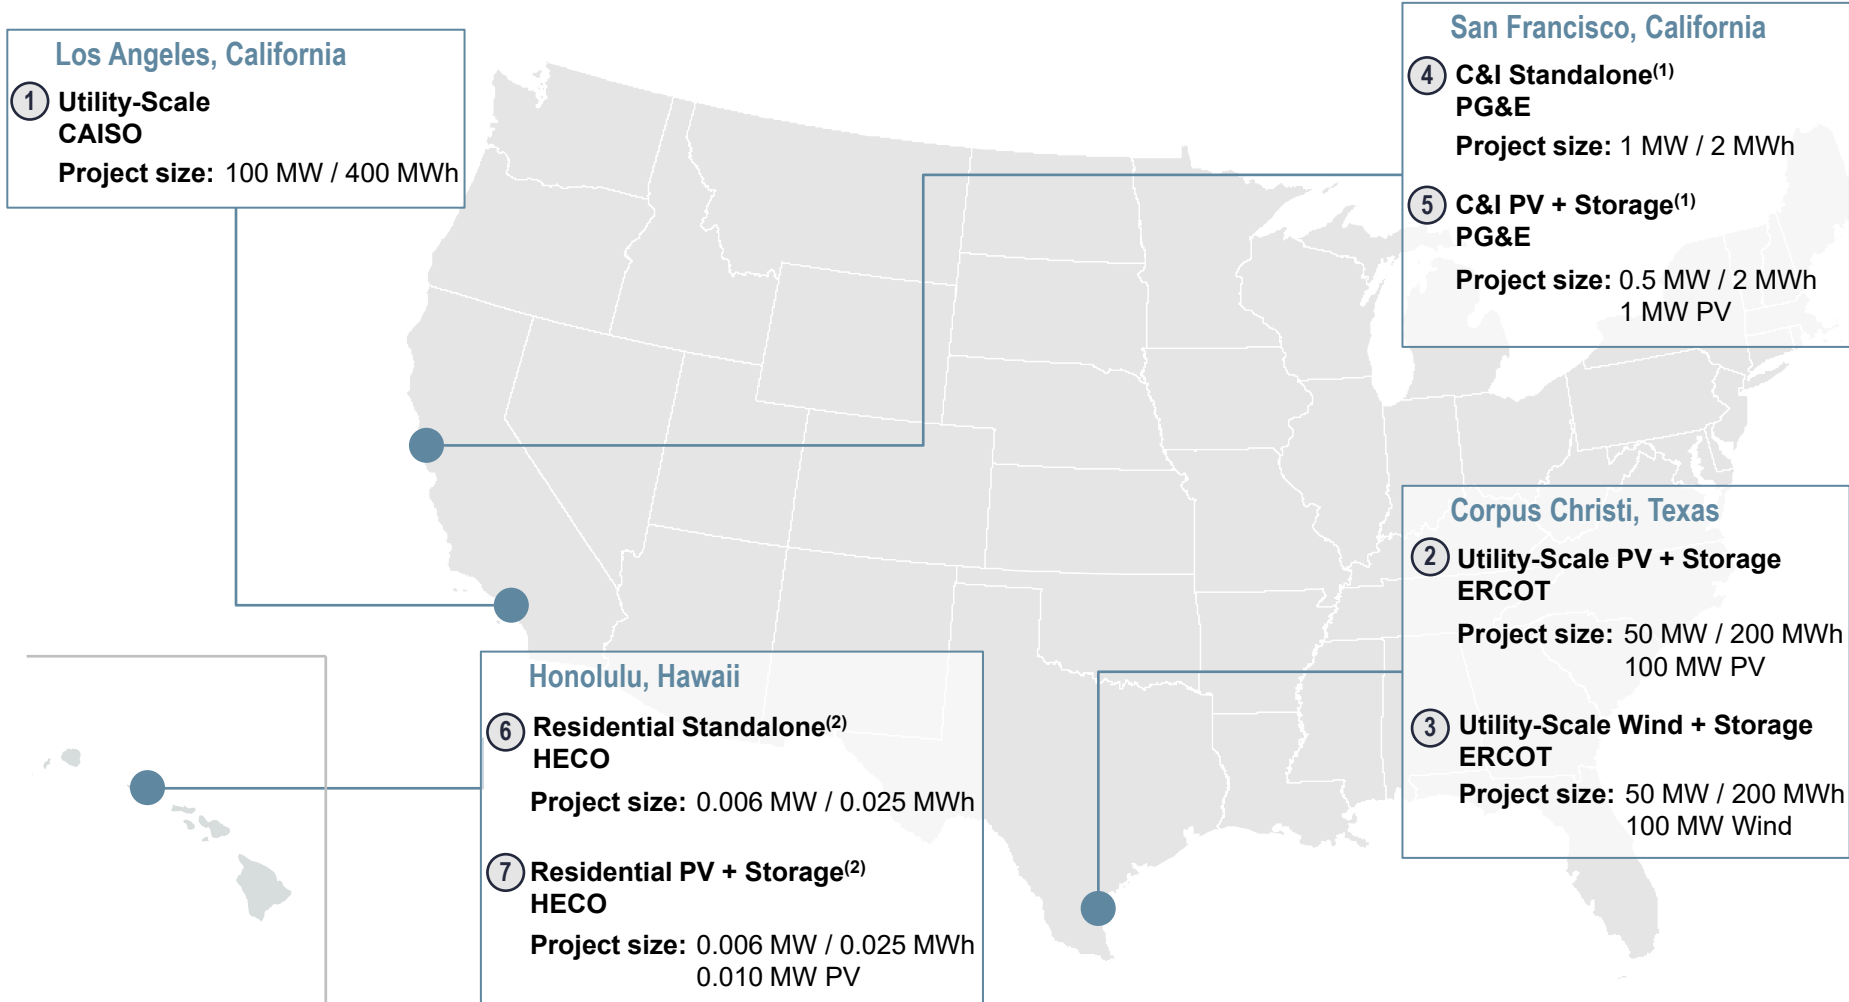 Los Angeles, California
1 Utility-Scale
CAISO
Project size: 100 MW / 400 MWh
San Francisco, California
4 C&I Standalone(1)
PG&E
Project size: 1 MW / 2 MWh
5 C&I PV + Storage(1)
PG&E
Project size: 0.5 MW / 2 MWh
1 MW PV
Corpus Christi, Texas
2 Utility-Scale PV + Storage
ERCOT
Project size: 50 MW / 200 MWh
100 MW PV
3 Utility-Scale Wind + Storage
ERCOT
Project size: 50 MW / 200 MWh
100 MW Wind
Honolulu, Hawaii
6 Residential Standalone(2)
HECO
Project size: 0.006 MW / 0.025 MWh
7 Residential PV + Storage(2)
HECO
Project size: 0.006 MW / 0.025 MWh
0.010 MW PV